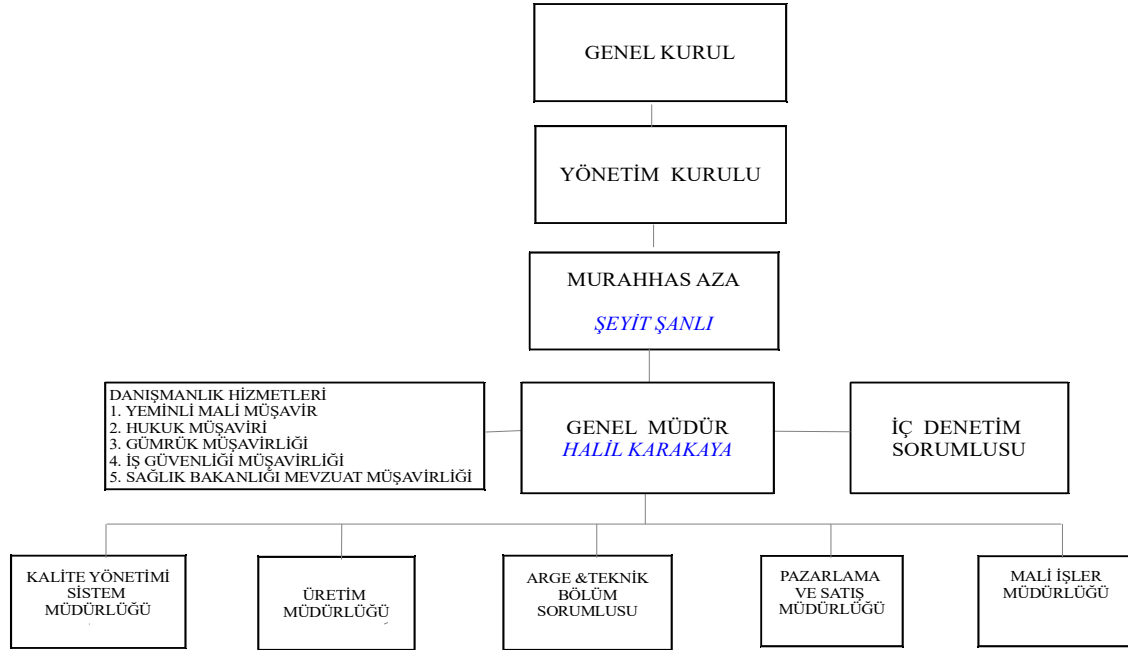 GENEL KURUL
YÖNETİM KURULU
MURAHHAS AZA
ŞEYİT ŞANLI
DANIŞMANLIK HİZMETLERİ
1. YEMİNLİ MALİ MÜŞAVİR
2. HUKUK MÜŞAVİRİ
3. GÜMRÜK MÜŞAVİRLİĞİ
4. İŞ GÜVENLİĞİ MÜŞAVİRLİĞİ
5. SAĞLIK BAKANLIĞI MEVZUAT MÜŞAVİRLİĞİ
GENEL MÜDÜR
HALİL KARAKAYA
İÇ DENETİM
SORUMLUSU
KALİTE YÖNETİMİ
SİSTEM
MÜDÜRLÜĞÜ
ÜRETİM
MÜDÜRLÜĞÜ
ARGE &TEKNİK
BÖLÜM
SORUMLUSU
PAZARLAMA
VE SATIŞ
MÜDÜRLÜĞÜ
MALİ İŞLER
MÜDÜRLÜĞÜ